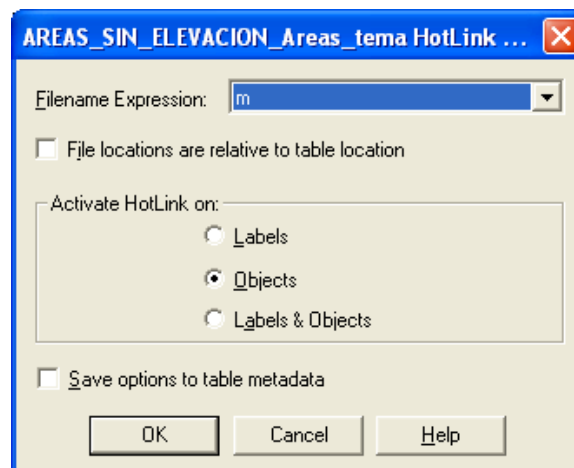 AREAS_SIN_ELEVACION_Areas_tema HotLink ...
Filename Expression: m
File locations are relative to table location
Activate HotLink on:
Labels
Objects
Labels & Objects
Save options to table metadata
OK Cancel Help